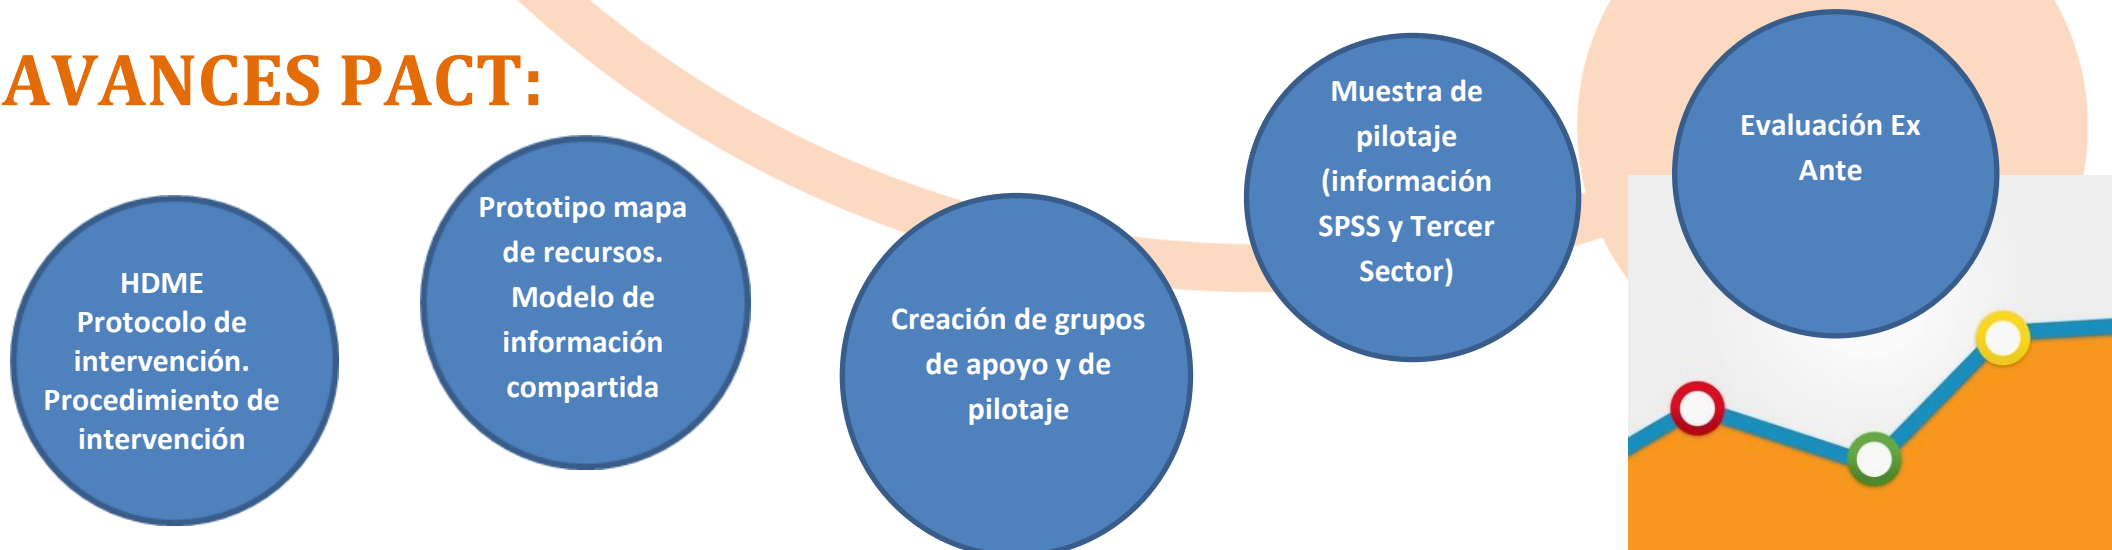 AVANCES PACT:
HDME
Protocolo de
intervención.
Procedimiento de
intervención
Prototipo mapa
de recursos.
Modelo de
información
compartida
Creación de grupos
de apoyo y de
pilotaje
Muestra de
pilotaje
(información
SPSS y Tercer
Sector)
Evaluación Ex
Ante